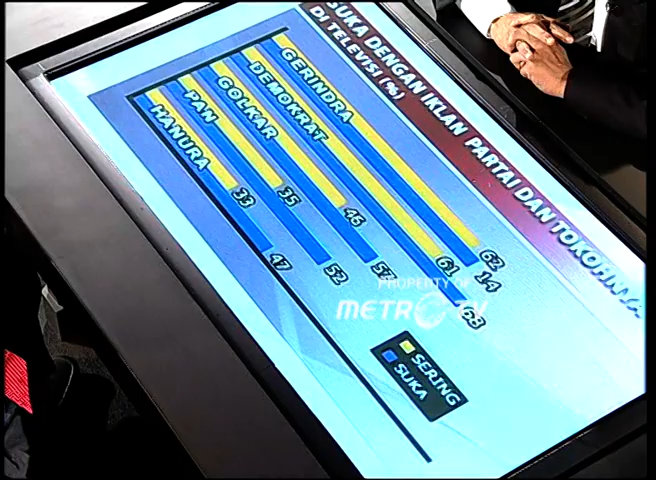 SUKA DENGAN IKLAN PARTAI DAN TOKOHNYA
DI TELEVISI (%)
GERINDRA
62
14
DEMOKRAT
61
68
GOLKAR
46
57
PAN
35
52
HANURA
33
47
SERING
SUKA
PROPERTY OF
METRO TV